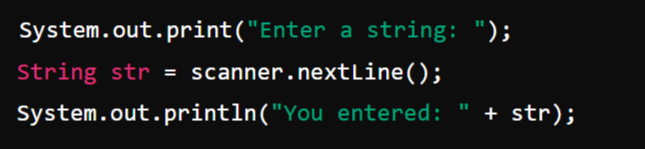 System.out.print("Enter a string: ");
String str = scanner.nextLine();
System.out.println("You entered: " + str);